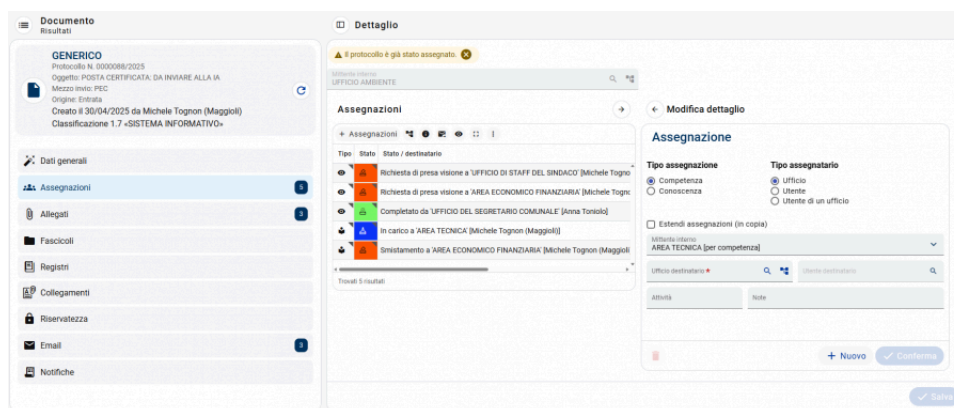 Documento
Risultati
GENERICO
Protocollo N. 0000088/2025
Oggetto: POSTA CERTIFICATA: DA INVIARE ALLA IA
Mezzo invio: PEC
Origine: Entrata
Creato il 30/04/2025 da Michele Tognon (Maggioli)
Classificazione 1.7 «SISTEMA INFORMATIVO»
Dati generali
Assegnazioni 5
Allegati 3
Fascicoli
Registri
Collegamenti
Riservatezza
Email 3
Notifiche
Dettaglio
Il protocollo è già stato assegnato.
Mittente interno
UFFICIO AMBIENTE
Assegnazioni
+ Assegnazioni
Tipo Stato Stato / destinatario
Richiesta di presa visione a 'UFFICIO DI STAFF DEL SINDACO' [Michele Togno
Richiesta di presa visione a 'AREA ECONOMICO FINANZIARIA' [Michele Togno
Completato da 'UFFICIO DEL SEGRETARIO COMUNALE' [Anna Toniolo]
In carico a 'AREA TECNICA' [Michele Tognon (Maggioli)]
Smistamento a 'AREA ECONOMICO FINANZIARIA' [Michele Tognon (Maggioli
Trovati 5 risultati
Modifica dettaglio
Assegnazione
Tipo assegnazione
Competenza
Conoscenza
Tipo assegnatario
Ufficio
Utente
Utente di un ufficio
Estendi assegnazioni (in copia)
Mittente interno
AREA TECNICA [per competenza]
Ufficio destinatario *
Utente destinatario
Attività
Note
+ Nuovo
Conferma
Salva